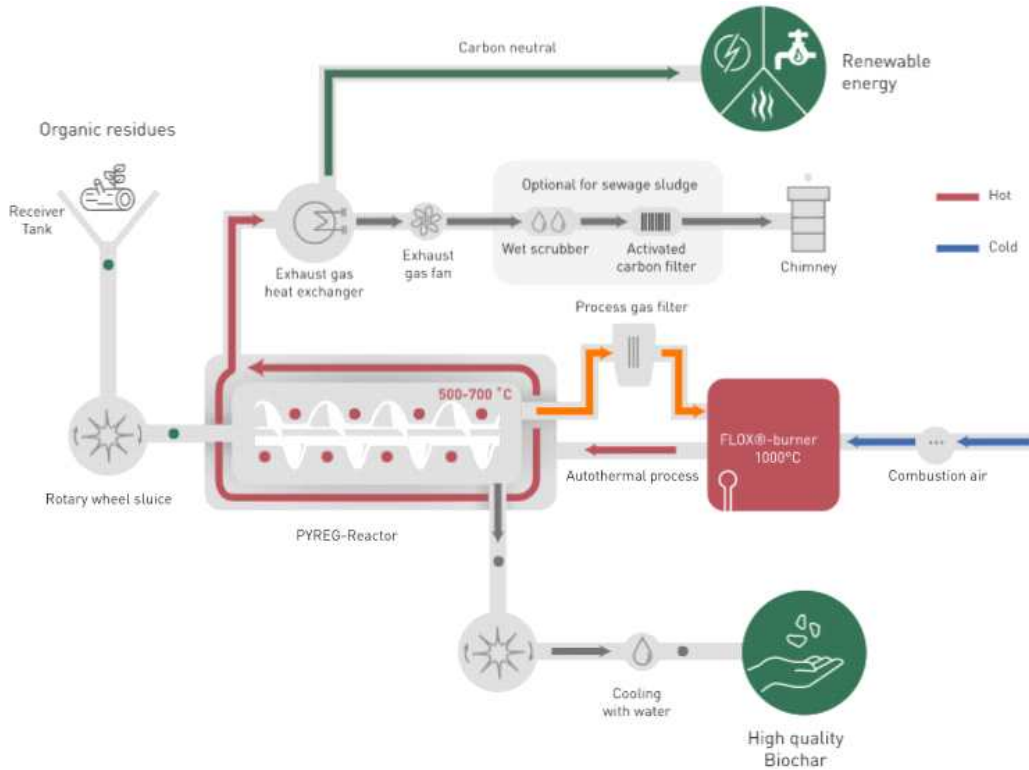 Carbon neutral
Renewable
energy
Organic residues
Receiver
Tank
Optional for sewage sludge
Hot
Cold
Exhaust gas
heat exchanger
Exhaust
gas fan
Wet scrubber
Activated
carbon filter
Chimney
Process gas filter
500-700 °C
FLOX®-burner
1000°C
Autothermal process
Combustion air
Rotary wheel sluice
PYREG-Reactor
Cooling
with water
High quality
Biochar